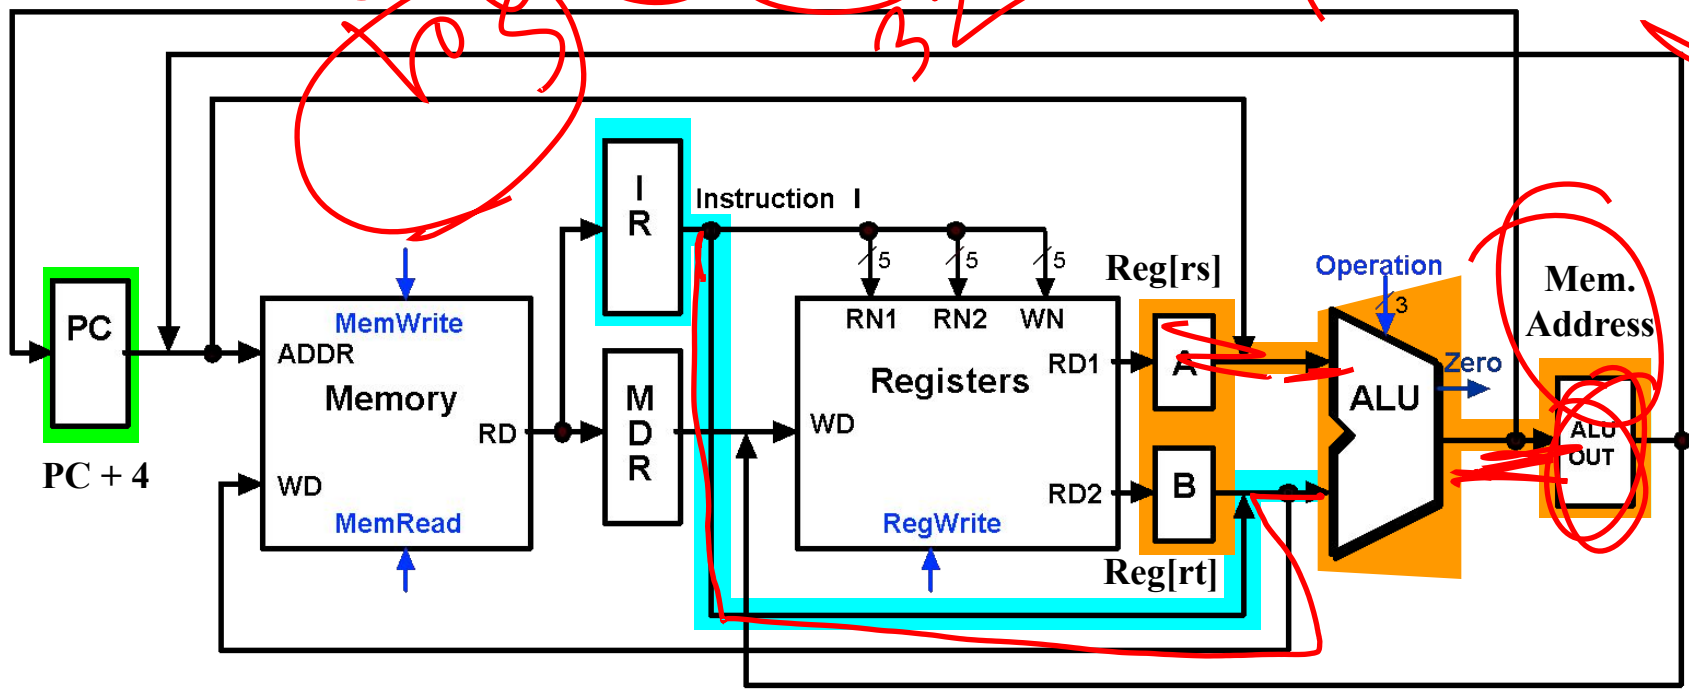 3
I
R
Instruction I
5
5
5
Reg[rs]
Operation
3
Mem.
Address
PC
MemWrite
ADDR
Memory
RD
WD
MemRead
PC + 4
M
D
R
RN1
RN2
WN
RD1
Registers
WD
RD2
RegWrite
A
B
Reg[rt]
ALU
Zero
ALU
OUT